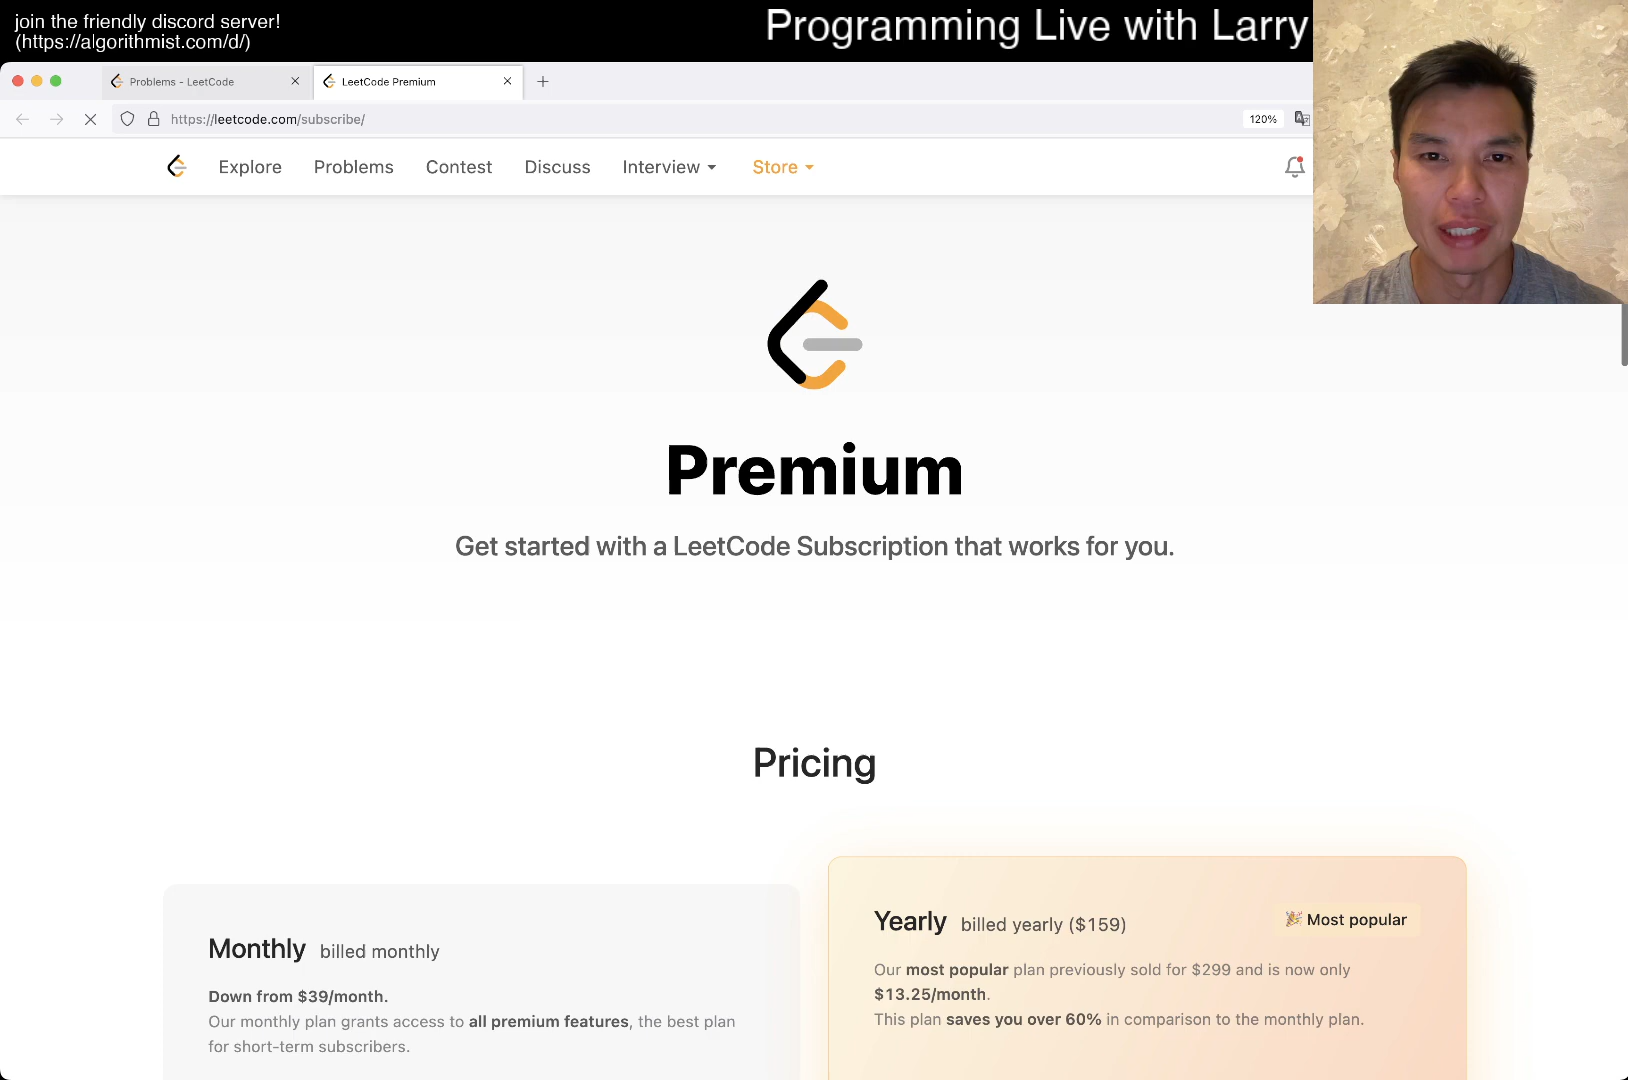 join the friendly discord server!
(https://algorithmist.com/d/)
Programming Live with Larry
Problems - LeetCode
LeetCode Premium
https://leetcode.com/subscribe/
120%
Explore
Problems
Contest
Discuss
Interview
Store
Premium
Get started with a LeetCode Subscription that works for you.
Pricing
Monthly billed monthly
Down from $39/month.
Our monthly plan grants access to all premium features, the best plan
for short-term subscribers.
Yearly billed yearly ($159)
🎉 Most popular
Our most popular plan previously sold for $299 and is now only
$13.25/month.
This plan saves you over 60% in comparison to the monthly plan.